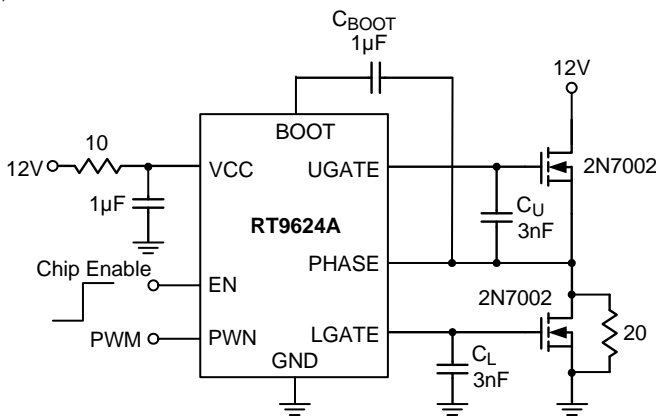 CBOOT
1µF
12V
10
BOOT
12V
VCC
UGATE
2N7002
1µF
RT9624A
CU
3nF
Chip Enable
PHASE
EN
2N7002
PWM
PWN
LGATE
20
GND
CL
3nF